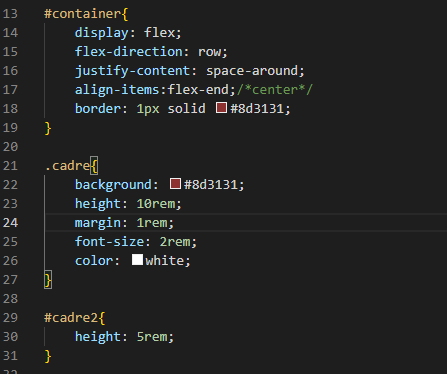 13 #container{
14 display: flex;
15 flex-direction: row;
16 justify-content: space-around;
17 align-items:flex-end;/*center*/
18 border: 1px solid #8d3131;
19 }
20
21 .cadre{
22 background: #8d3131;
23 height: 10rem;
24 margin: 1rem;
25 font-size: 2rem;
26 color: white;
27 }
28
29 #cadre2{
30 height: 5rem;
31 }
32